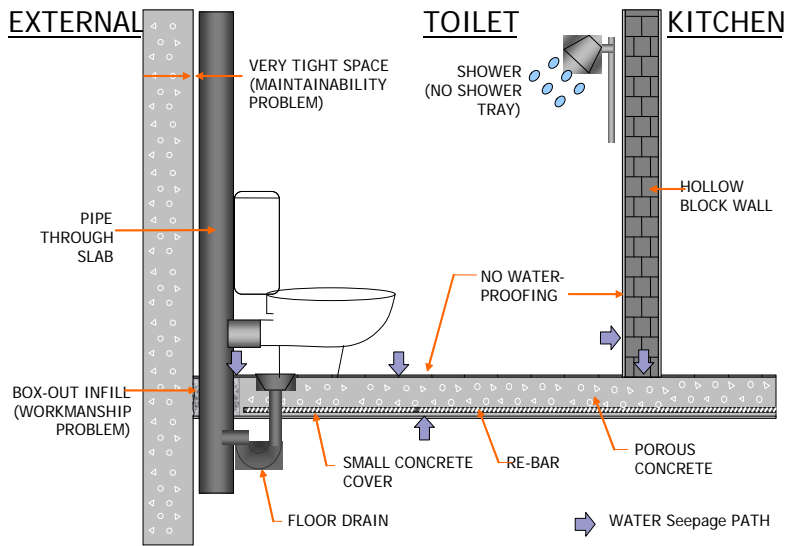 EXTERNAL
TOILET
KITCHEN
VERY TIGHT SPACE
(MAINTAINABILITY
PROBLEM)
SHOWER
(NO SHOWER
TRAY)
HOLLOW
BLOCK WALL
PIPE
THROUGH
SLAB
NO WATER-
PROOFING
BOX-OUT INFILL
(WORKMANSHIP
PROBLEM)
SMALL CONCRETE
COVER
RE-BAR
POROUS
CONCRETE
FLOOR DRAIN
WATER Seepage PATH